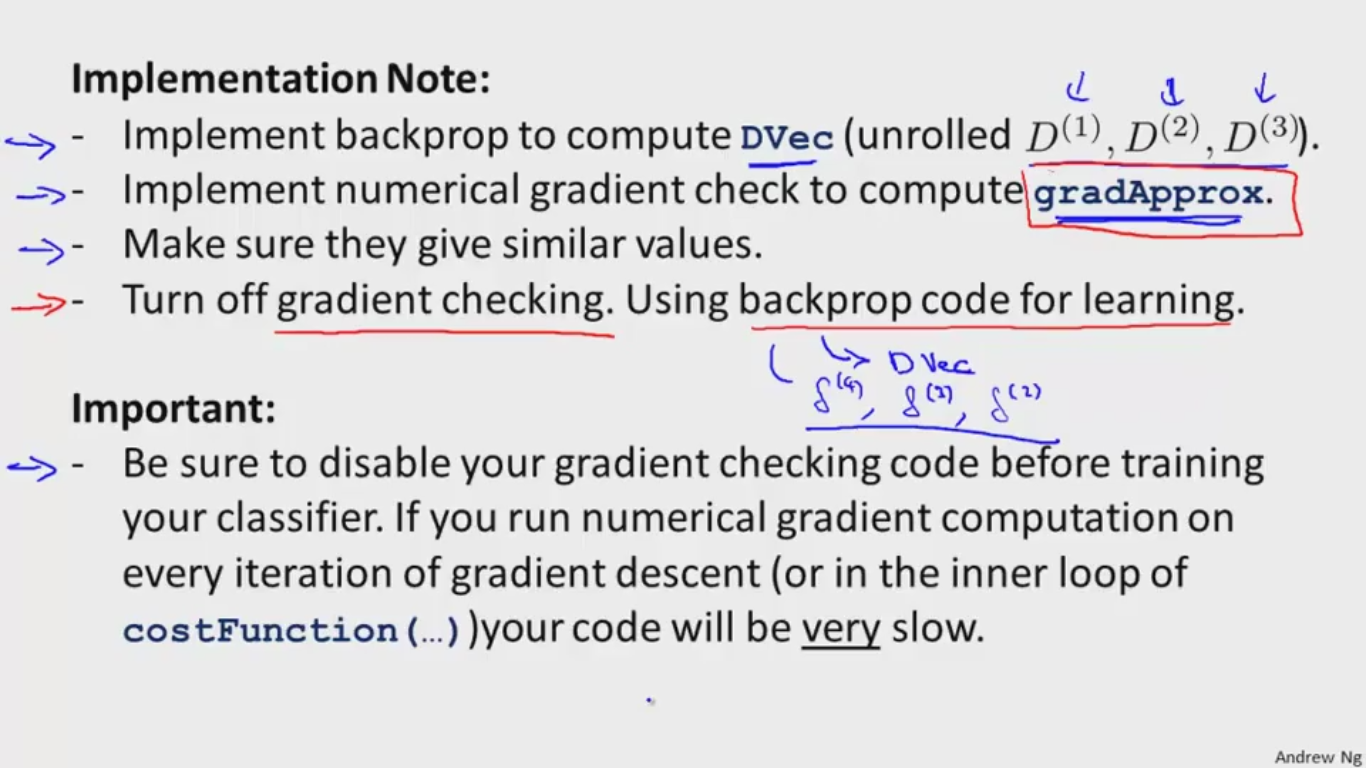 Implementation Note:
- Implement backprop to compute DVec (unrolled D^(1), D^(2), D^(3)).
- Implement numerical gradient check to compute gradApprox.
- Make sure they give similar values.
- Turn off gradient checking. Using backprop code for learning.
DVec
δ^(4), δ^(3), δ^(2)
Important:
- Be sure to disable your gradient checking code before training
your classifier. If you run numerical gradient computation on
every iteration of gradient descent (or in the inner loop of
costFunction(…))your code will be very slow.
Andrew Ng